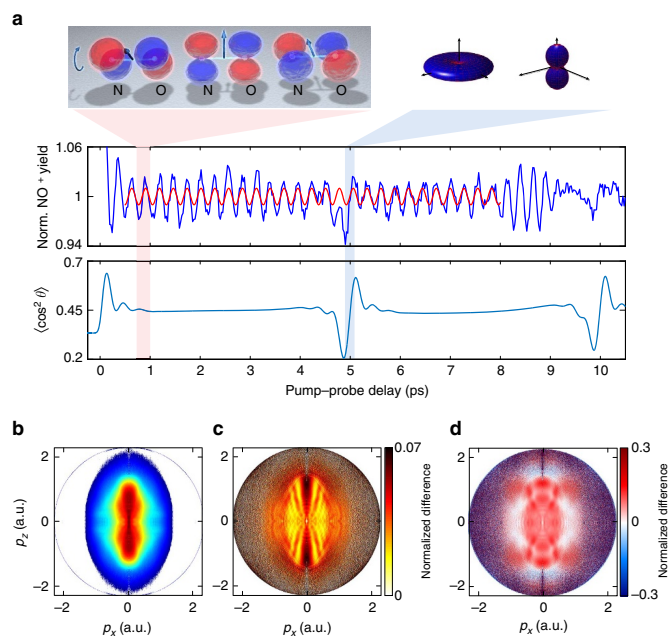 a
N O N O N O
Norm. NO⁺ yield
1.06
1
0.94
⟨cos² θ⟩
0.7
0.45
0.2
0 1 2 3 4 5 6 7 8 9 10
Pump–probe delay (ps)
b c d
2
0
−2
p_z (a.u.)
−2 0 2
p_x (a.u.)
−2 0 2
p_x (a.u.)
0.07
0
Normalized difference
2
0
−2
−2 0 2
p_x (a.u.)
0.3
0
−0.3
Normalized difference